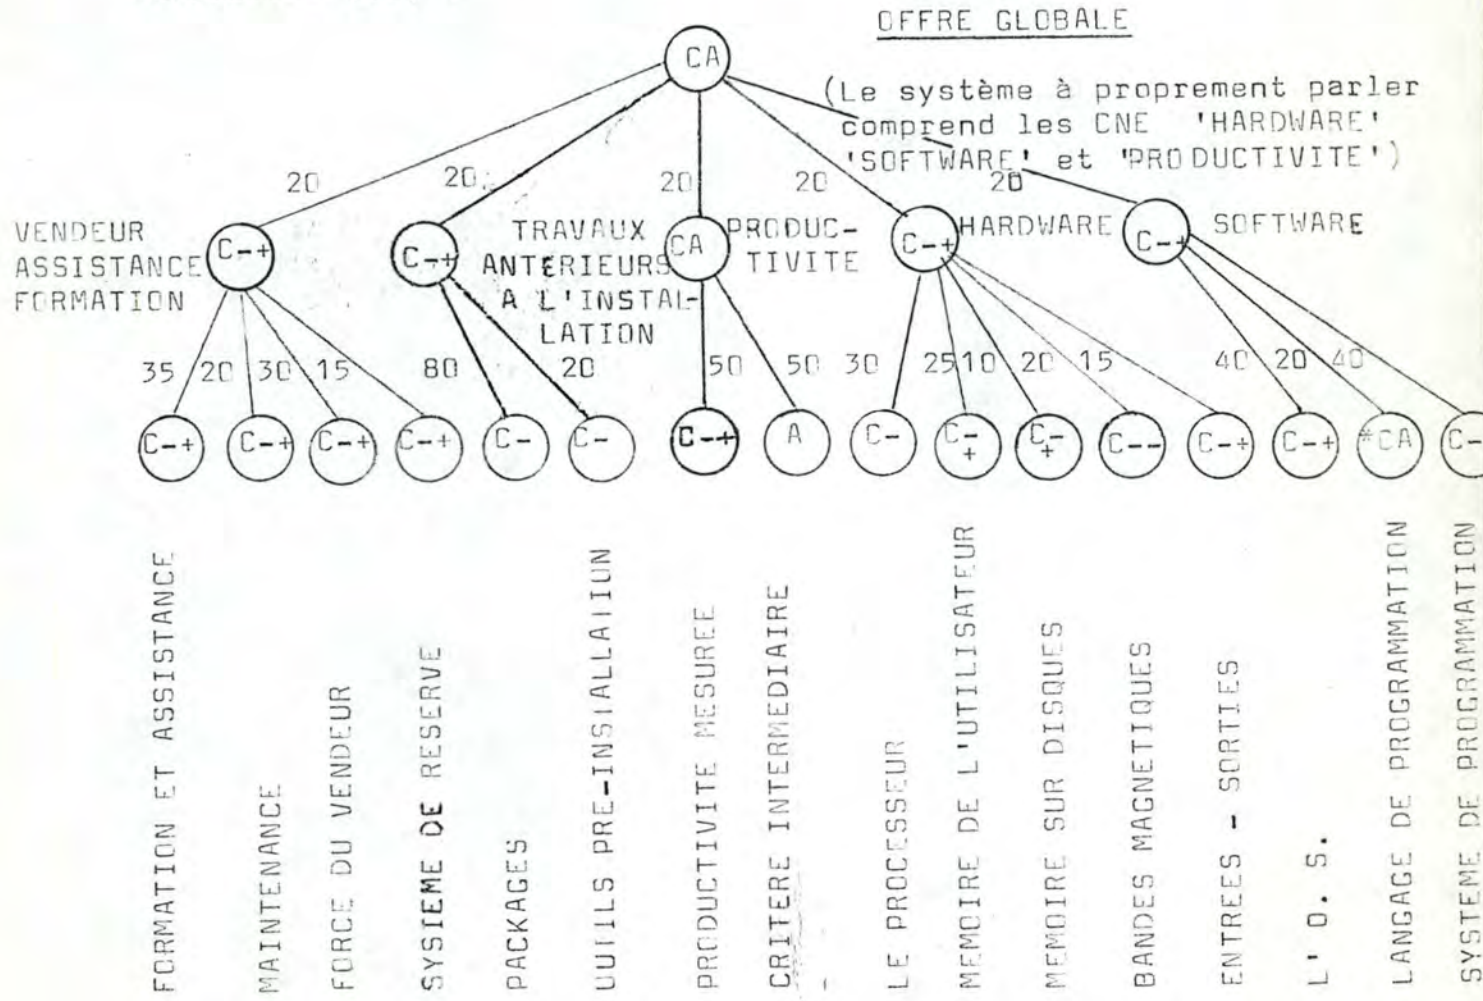 OFFRE GLOBALE
CA
(Le système à proprement parler
comprend les CNE 'HARDWARE'
'SOFTWARE' et 'PRODUCTIVITE')
20 20 20 20 20
VENDEUR
ASSISTANCE
FORMATION
C-+
C-+
TRAVAUX
ANTERIEURS
A L'INSTAL-
LATION
CA
PRODUC-
TIVITE
C-+
HARDWARE
C-+
SOFTWARE
35 20 30 15 80 20 50 50 30 25 10 20 15 40 20 40
C-+ C-+ C-+ C-+ C- C- C-+ A C- C-+ C-+ C-- C-+ C-+ *CA C-
FORMATION ET ASSISTANCE
MAINTENANCE
FORCE DU VENDEUR
SYSTEME DE RESERVE
PACKAGES
OUTILS PRE-INSTALLATION
PRODUCTIVITE MESUREE
CRITERE INTERMEDIAIRE
LE PROCESSEUR
MEMOIRE DE L'UTILISATEUR
MEMOIRE SUR DISQUES
BANDES MAGNETIQUES
ENTREES - SORTIES
L' O. S.
LANGAGE DE PROGRAMMATION
SYSTEME DE PROGRAMMATION